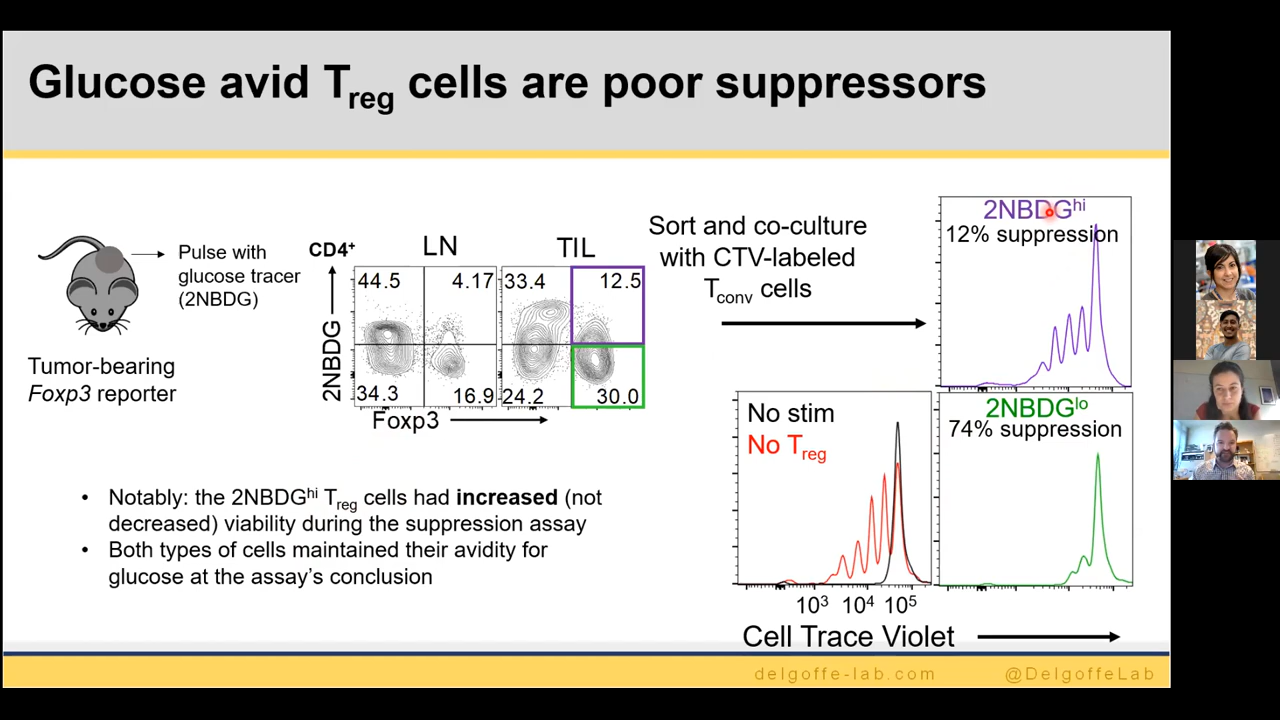 Glucose avid Treg cells are poor suppressors
Pulse with
glucose tracer
(2NBDG)
Tumor-bearing
Foxp3 reporter
CD4+
LN
TIL
44.5
4.17
33.4
12.5
34.3
16.9
24.2
30.0
2NBDG
Foxp3
Sort and co-culture
with CTV-labeled
Tconv cells
2NBDGhi
12% suppression
No stim
No Treg
2NBDGlo
74% suppression
10³
10⁴
10⁵
Cell Trace Violet
• Notably: the 2NBDGhi Treg cells had increased (not
decreased) viability during the suppression assay
• Both types of cells maintained their avidity for
glucose at the assay's conclusion
delgoffe-lab.com
@DelgoffeLab